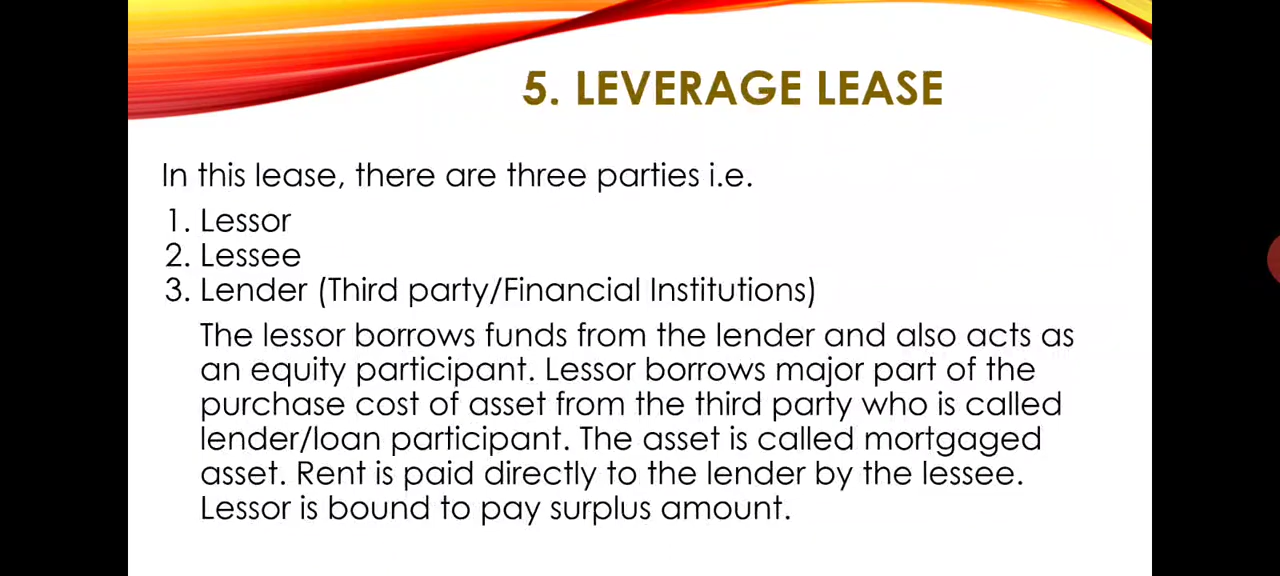 5. LEVERAGE LEASE
In this lease, there are three parties i.e.
1. Lessor
2. Lessee
3. Lender (Third party/Financial Institutions)
The lessor borrows funds from the lender and also acts as
an equity participant. Lessor borrows major part of the
purchase cost of asset from the third party who is called
lender/loan participant. The asset is called mortgaged
asset. Rent is paid directly to the lender by the lessee.
Lessor is bound to pay surplus amount.